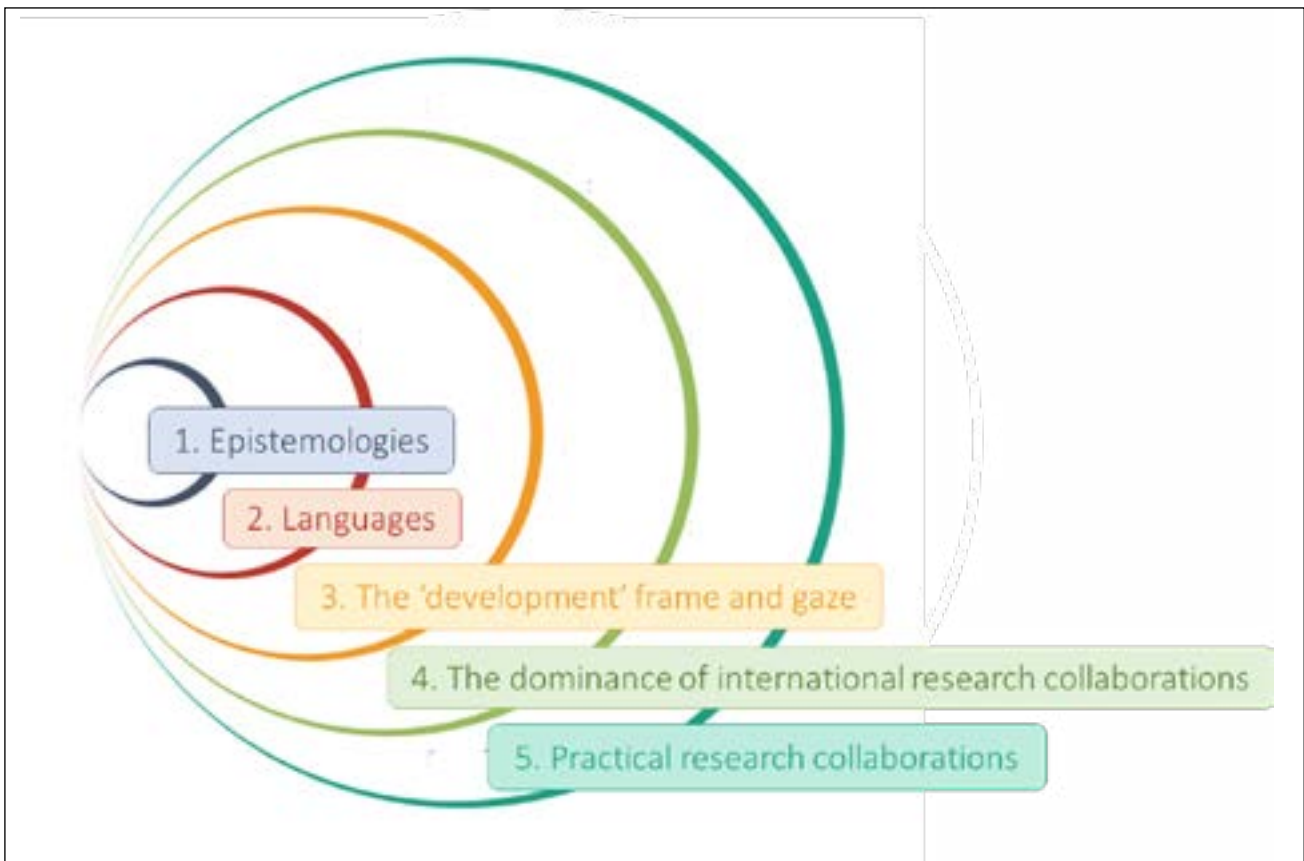 1. Epistemologies
2. Languages
3. The ‘development’ frame and gaze
4. The dominance of international research collaborations
5. Practical research collaborations